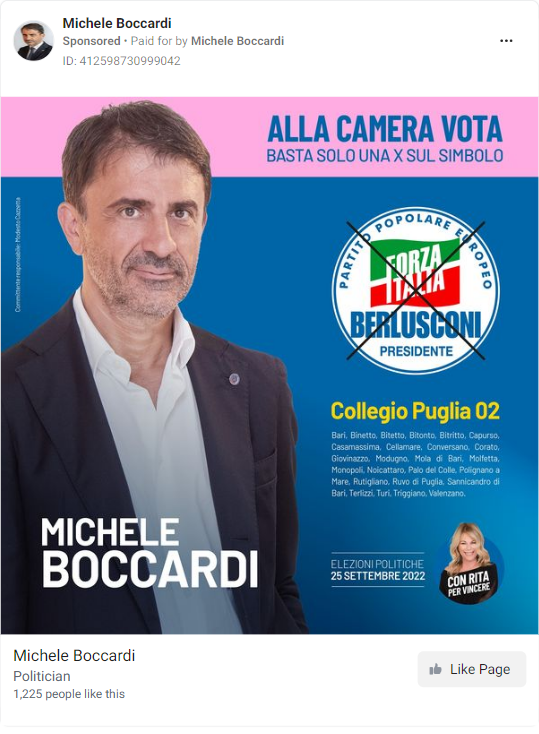 Michele Boccardi
Sponsored • Paid for by Michele Boccardi
ID: 412598730999042
ALLA CAMERA VOTA
BASTA SOLO UNA X SUL SIMBOLO
Committente responsabile: Modesto Cazzetta
PARTITO POPOLARE EUROPEO
FORZA
ITALIA
BERLUSCONI
PRESIDENTE
Collegio Puglia 02
Bari, Binetto, Bitetto, Bitonto, Bitritto, Capurso,
Casamassima, Cellamare, Conversano, Corato,
Giovinazzo, Modugno, Mola di Bari, Molfetta,
Monopoli, Noicattaro, Palo del Colle, Polignano a
Mare, Rutigliano, Ruvo di Puglia, Sannicandro di
Bari, Terlizzi, Turi, Triggiano, Valenzano.
MICHELE
BOCCARDI
ELEZIONI POLITICHE
25 SETTEMBRE 2022
CON RITA
PER VINCERE
Michele Boccardi
Politician
1,225 people like this
Like Page